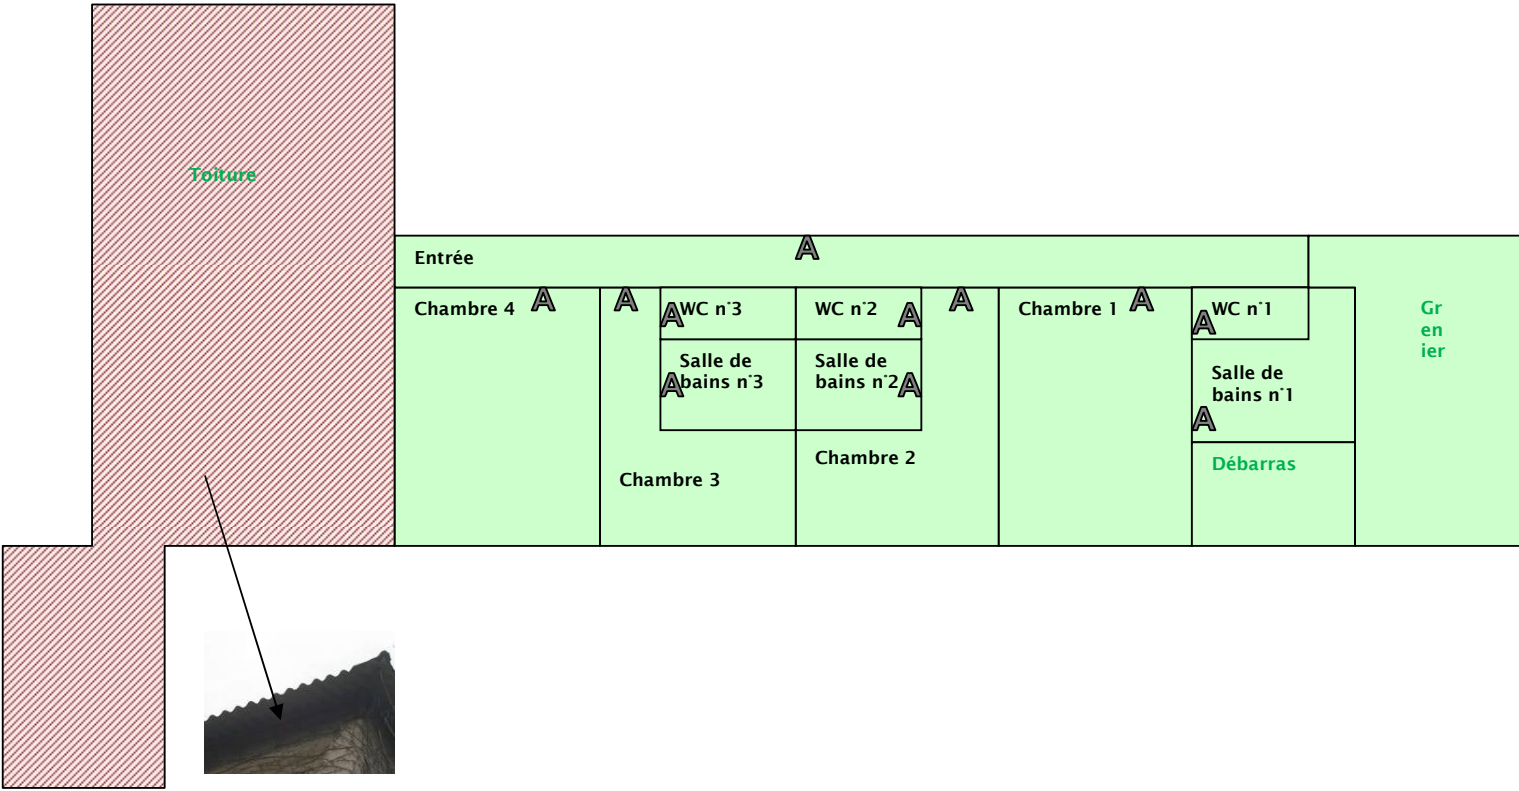 Toiture
A
Entrée
Chambre 4 A
A
A WC n°3
WC n°2 A
A
Chambre 1 A
A WC n°1
Gr
en
ier
Salle de
A bains n°3
Salle de
bains n°2 A
Salle de
bains n°1
A
Chambre 3
Chambre 2
Débarras